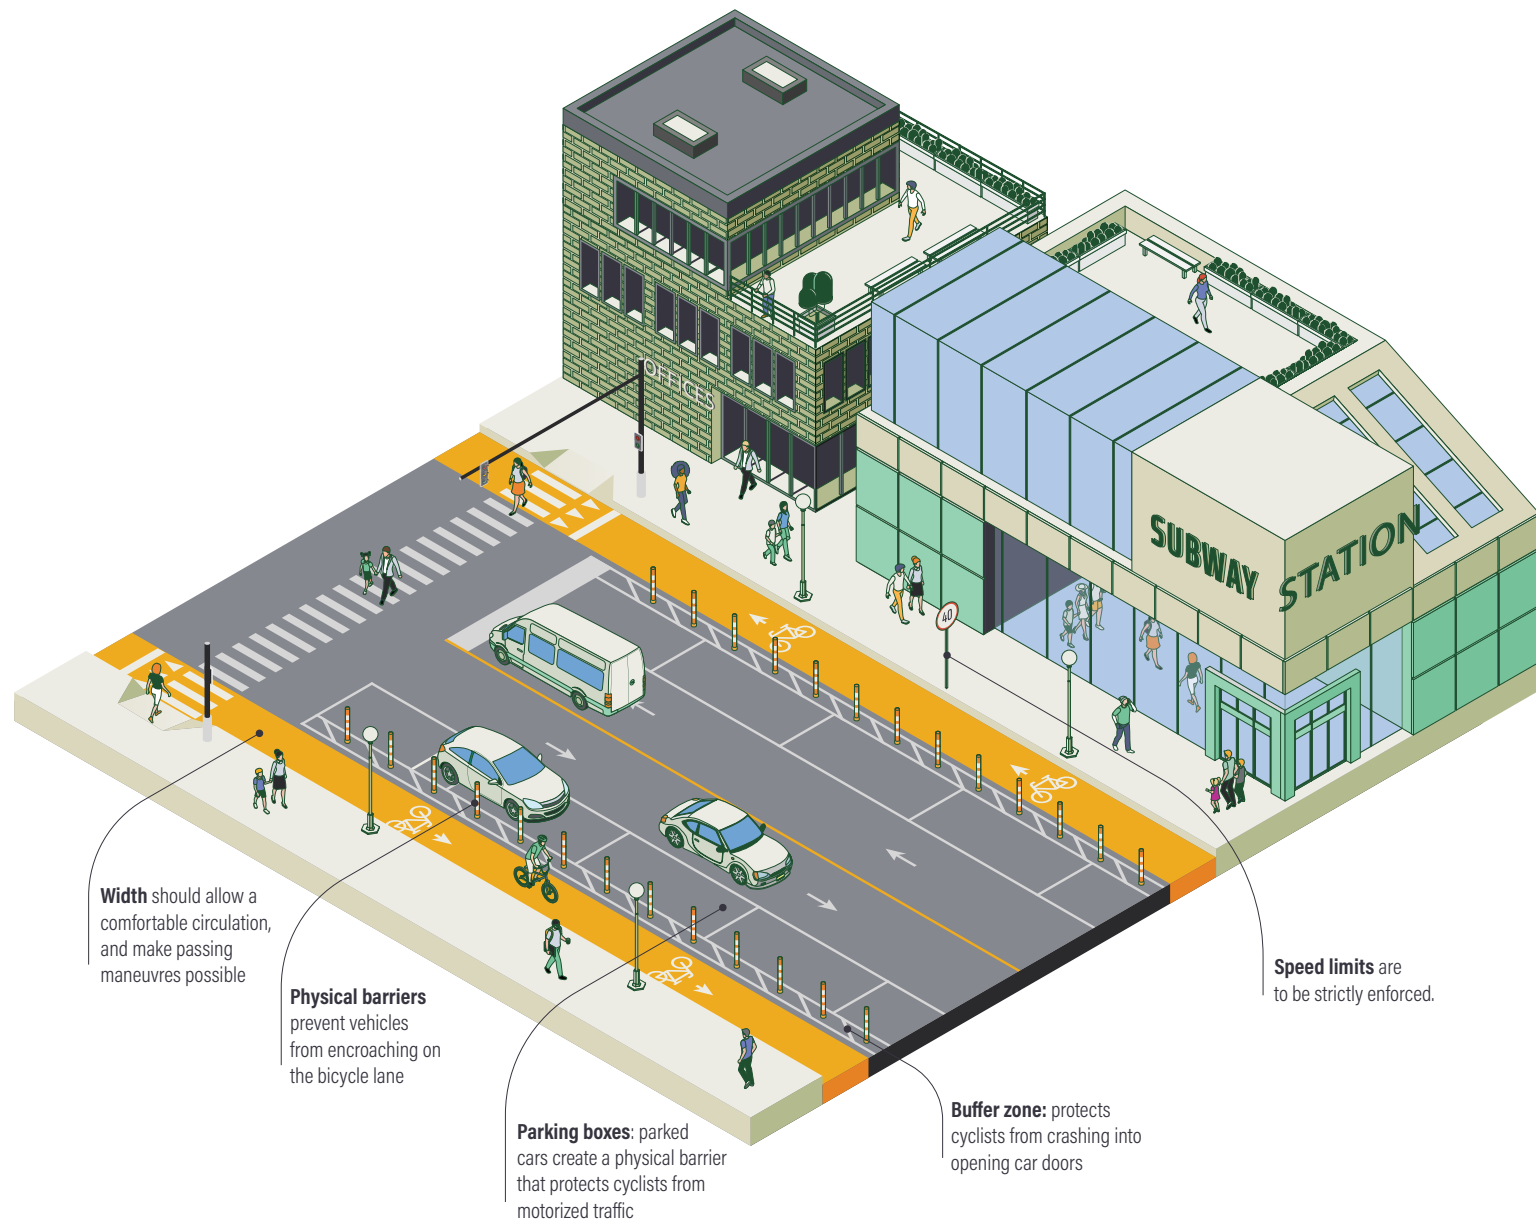 OFFICES
SUBWAY
STATION
40
Width should allow a
comfortable circulation,
and make passing
maneuvres possible
Physical barriers
prevent vehicles
from encroaching on
the bicycle lane
Parking boxes: parked
cars create a physical barrier
that protects cyclists from
motorized traffic
Buffer zone: protects
cyclists from crashing into
opening car doors
Speed limits are
to be strictly enforced.